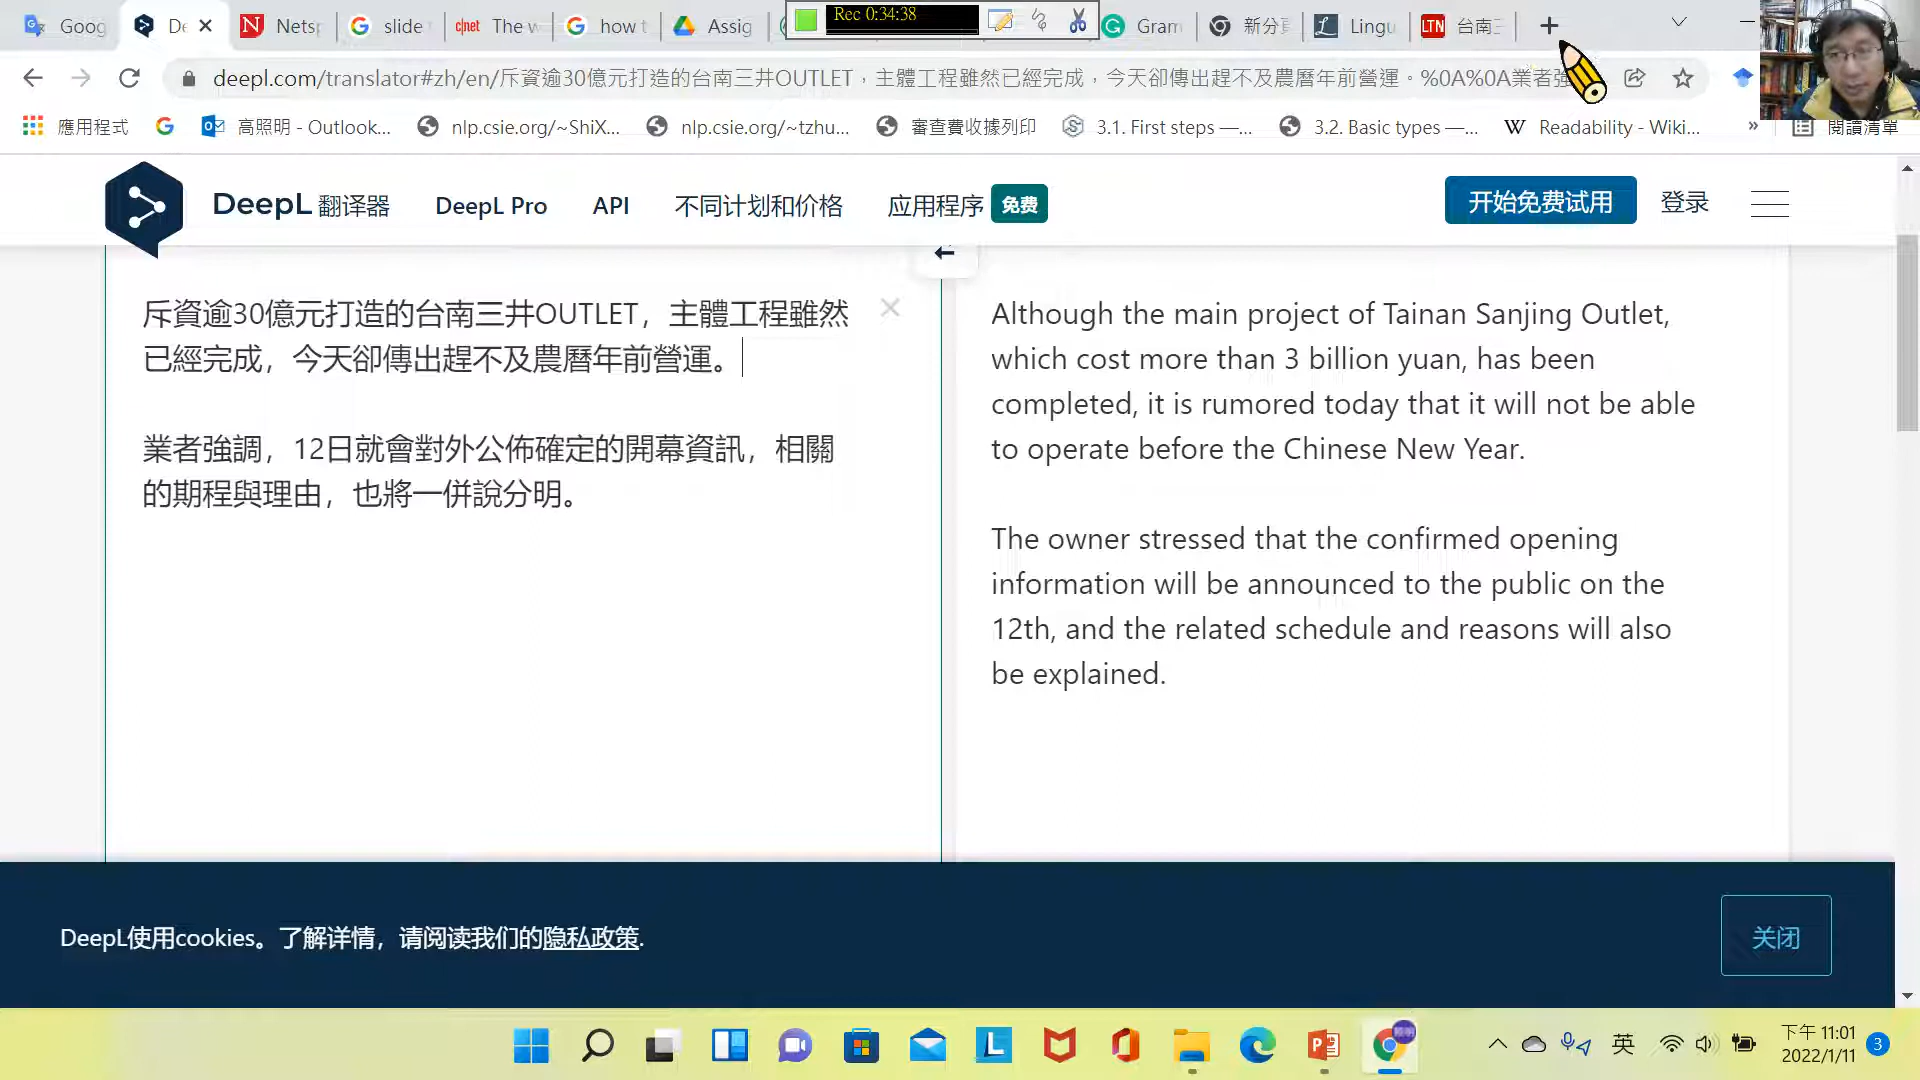 Goog
De
Netsp
slide
c|net The w
how t
Assig
Rec 0:34:38
Gram
新分頁
Lingu
LTN 台南三
deepl.com/translator#zh/en/斥資逾30億元打造的台南三井OUTLET，主體工程雖然已經完成，今天卻傳出趕不及農曆年前營運。%0A%0A業者強
應用程式
高照明 - Outlook...
nlp.csie.org/~ShiX...
nlp.csie.org/~tzhu...
審查費收據列印
3.1. First steps —...
3.2. Basic types —...
W Readability - Wiki...
»
閱讀清單
DeepL 翻译器
DeepL Pro
API
不同计划和价格
应用程序 免费
开始免费试用
登录
斥資逾30億元打造的台南三井OUTLET，主體工程雖然
已經完成，今天卻傳出趕不及農曆年前營運。
業者強調，12日就會對外公佈確定的開幕資訊，相關
的期程與理由，也將一併說分明。
Although the main project of Tainan Sanjing Outlet,
which cost more than 3 billion yuan, has been
completed, it is rumored today that it will not be able
to operate before the Chinese New Year.
The owner stressed that the confirmed opening
information will be announced to the public on the
12th, and the related schedule and reasons will also
be explained.
DeepL使用cookies。了解详情，请阅读我们的隐私政策.
关闭
英
下午 11:01
2022/1/11
3